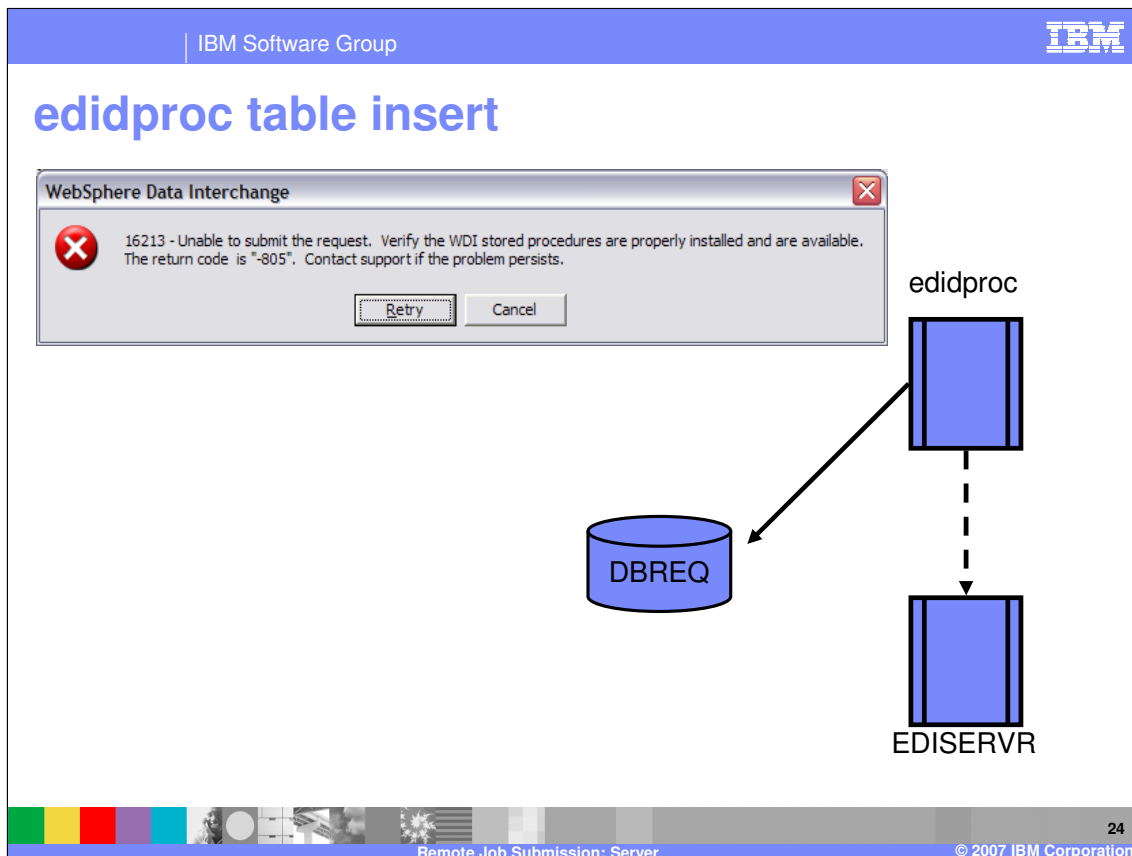 IBM Software Group
IBM
edidproc table insert
WebSphere Data Interchange
16213 - Unable to submit the request. Verify the WDI stored procedures are properly installed and are available.
The return code is "-805". Contact support if the problem persists.
Retry
Cancel
edidproc
DBREQ
EDISERVR
24
Remote Job Submission: Server
© 2007 IBM Corporation